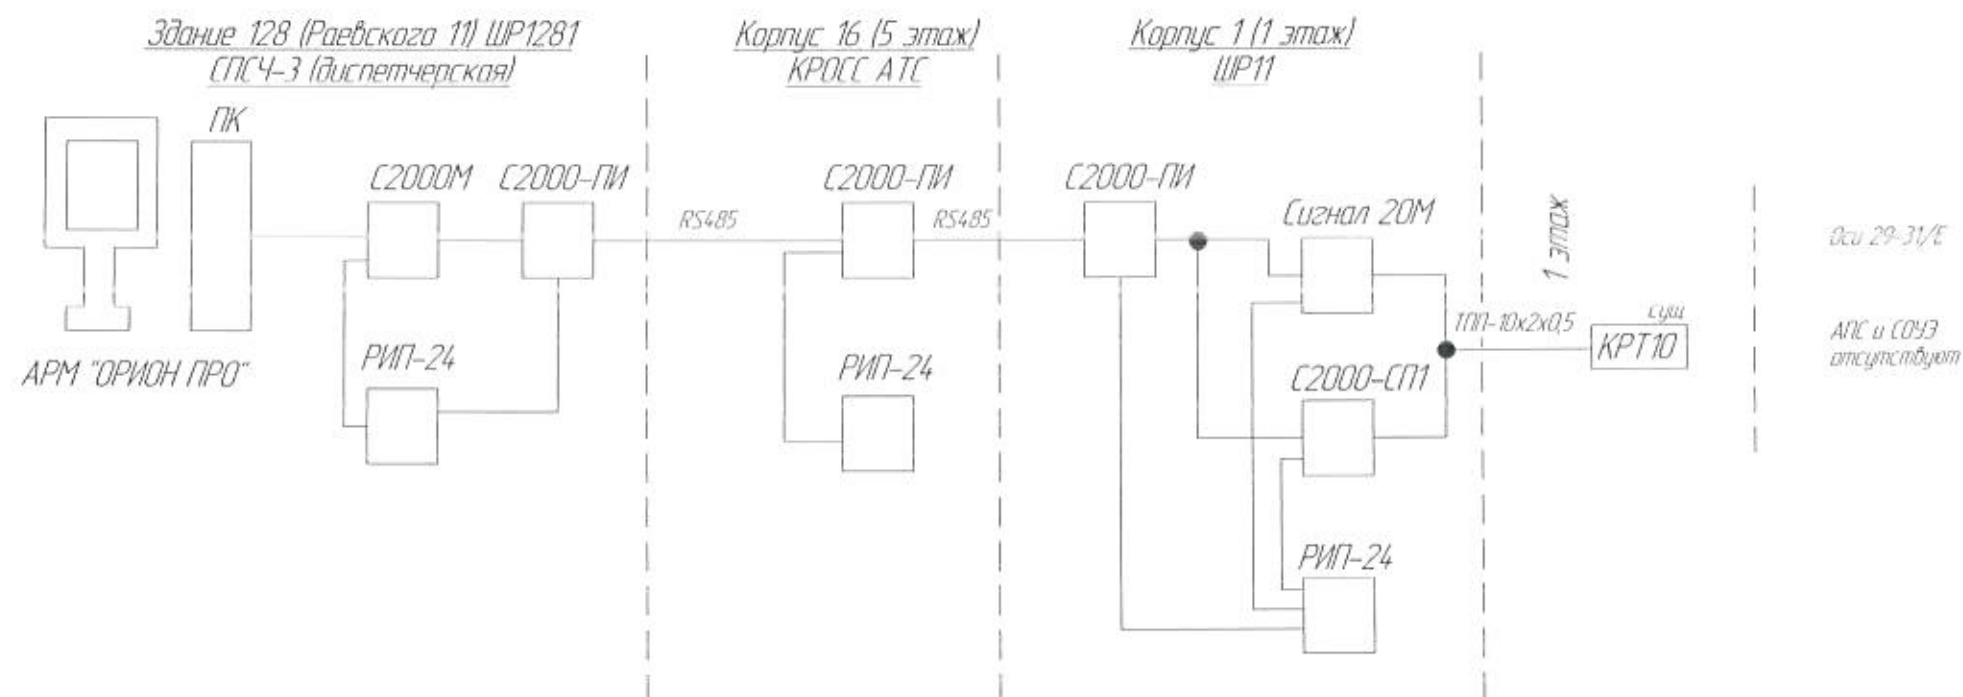 Здание 128 (Раевского 11) ШР1281
СПСЧ-3 (диспетчерская)
Корпус 16 (5 этаж)
КРОСС АТС
Корпус 1 (1 этаж)
ШР11
ПК
С2000М
С2000-ПИ
С2000-ПИ
С2000-ПИ
Сигнал 20М
RS485
RS485
1 этаж
Оси 29-31/Е
ТПП-10х2х0,5
сущ
КРТ10
АПС и СОУЭ
отсутствуют
АРМ "ОРИОН ПРО"
РИП-24
РИП-24
С2000-СП1
РИП-24